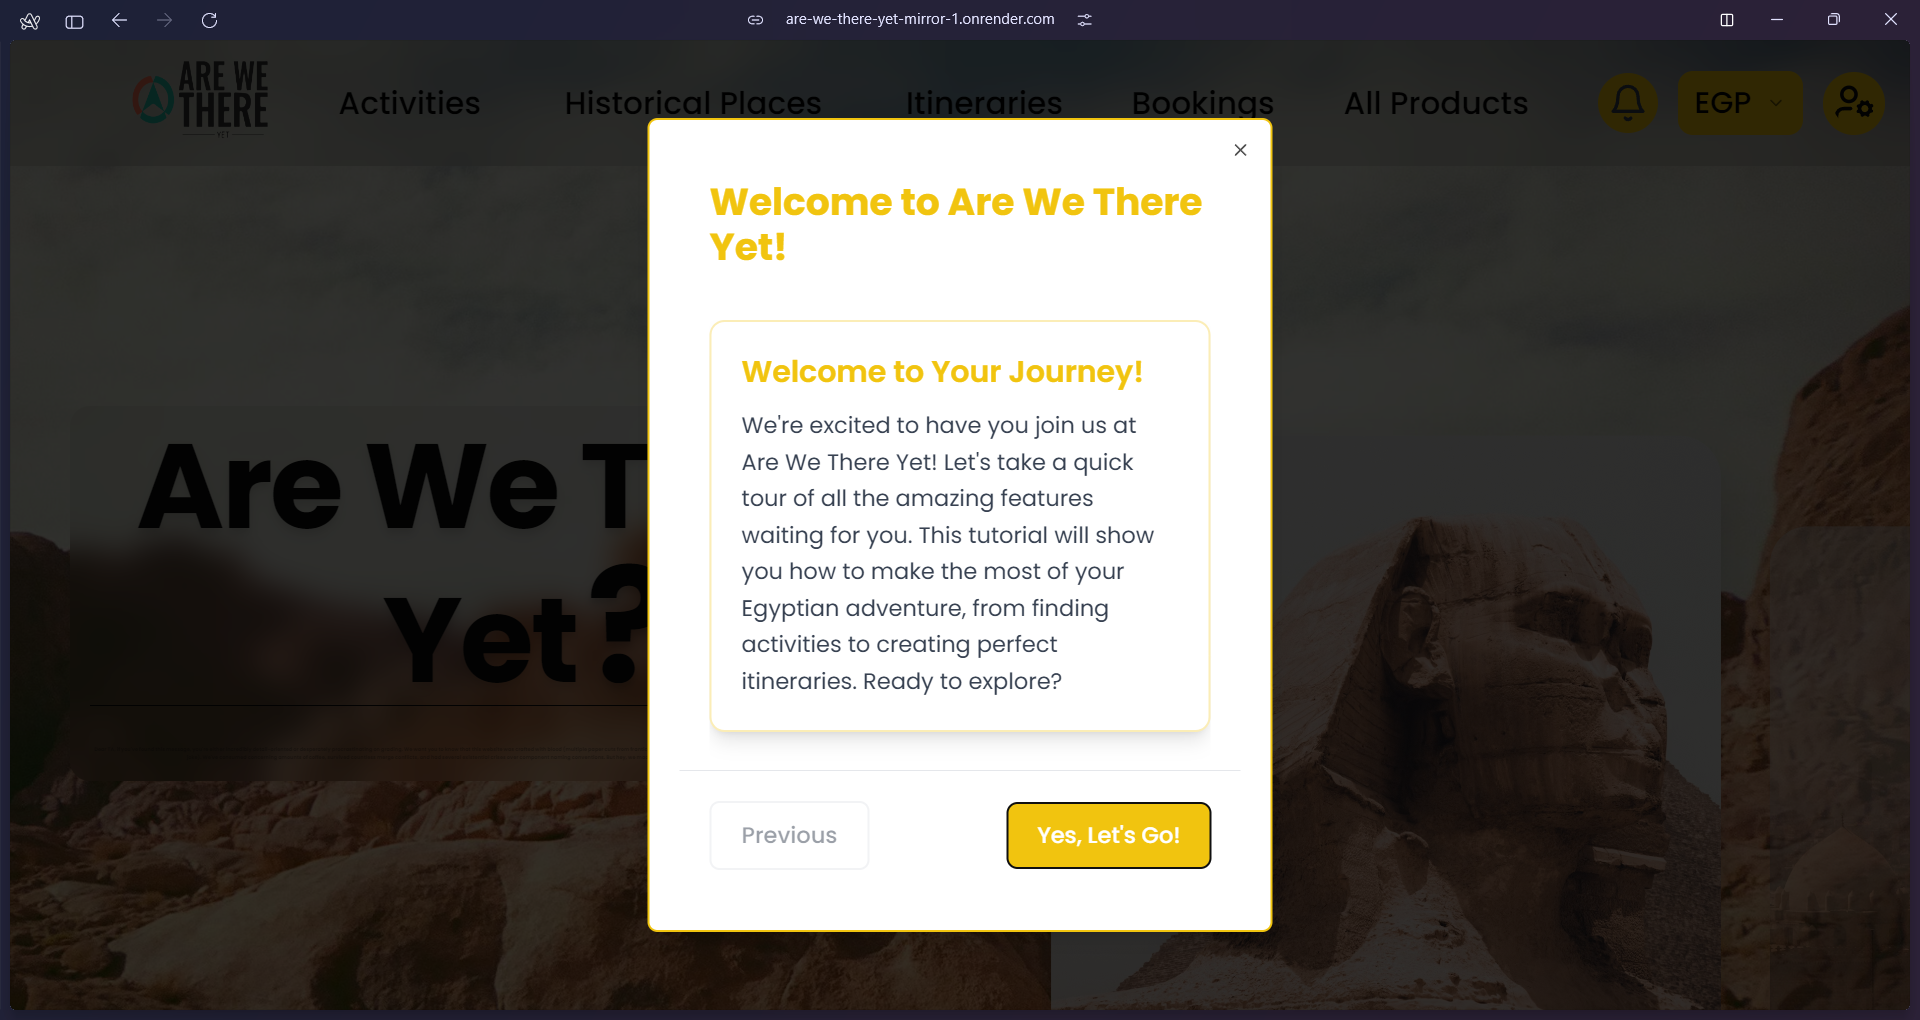 are-we-there-yet-mirror-1.onrender.com
ARE WE
THERE
YET
Activities
Historical Places
Itineraries
Bookings
All Products
EGP
Welcome to Are We There
Yet!
Welcome to Your Journey!
We're excited to have you join us at
Are We There Yet! Let's take a quick
tour of all the amazing features
waiting for you. This tutorial will show
you how to make the most of your
Egyptian adventure, from finding
activities to creating perfect
itineraries. Ready to explore?
Previous
Yes, Let's Go!
Are We T
Yet?